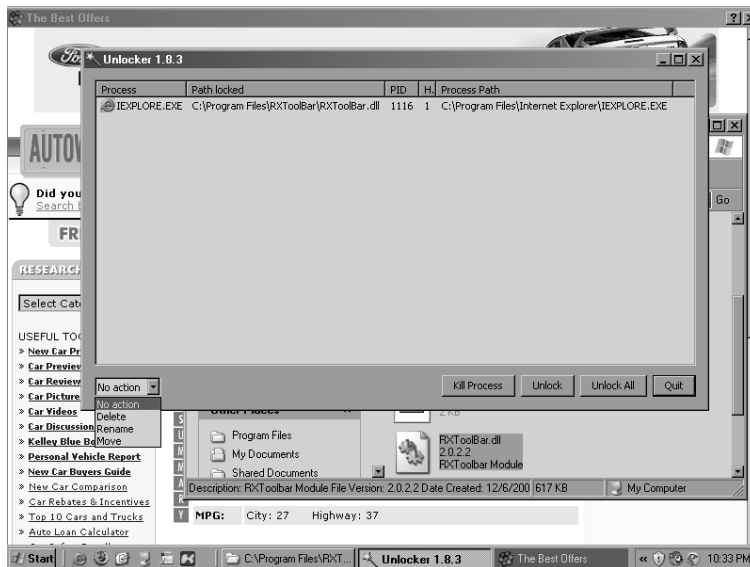 The Best Offers
Ford
Unlocker 1.8.3
Process Path locked PID H. Process Path
IEXPLORE.EXE C:\Program Files\RXToolBar\RXToolBar.dll 1116 1 C:\Program Files\Internet Explorer\IEXPLORE.EXE
AUTOV
Did you
Search
Go
FR
RESEARCH
Select Cat
USEFUL TO
» New Car Pr
» Car Preview
» Car Review
» Car Picture
» Car Videos
» Car Discussion
» Kelley Blue Bo
» Personal Vehicle Report
» New Car Buyers Guide
» New Car Comparison
» Car Rebates & Incentives
» Top 10 Cars and Trucks
» Auto Loan Calculator
No action
No action
Delete
Rename
Move
Kill Process
Unlock
Unlock All
Quit
Other Places
2 KB
Program Files
My Documents
Shared Documents
RXToolBar.dll
2.0.2.2
RXToolbar Module
S
U
M
M
A
R
Y
Description: RXToolbar Module File Version: 2.0.2.2 Date Created: 12/6/200 617 KB My Computer
MPG: City: 27 Highway: 37
Start C:\Program Files\RXT... Unlocker 1.8.3 The Best Offers 10:33 PM